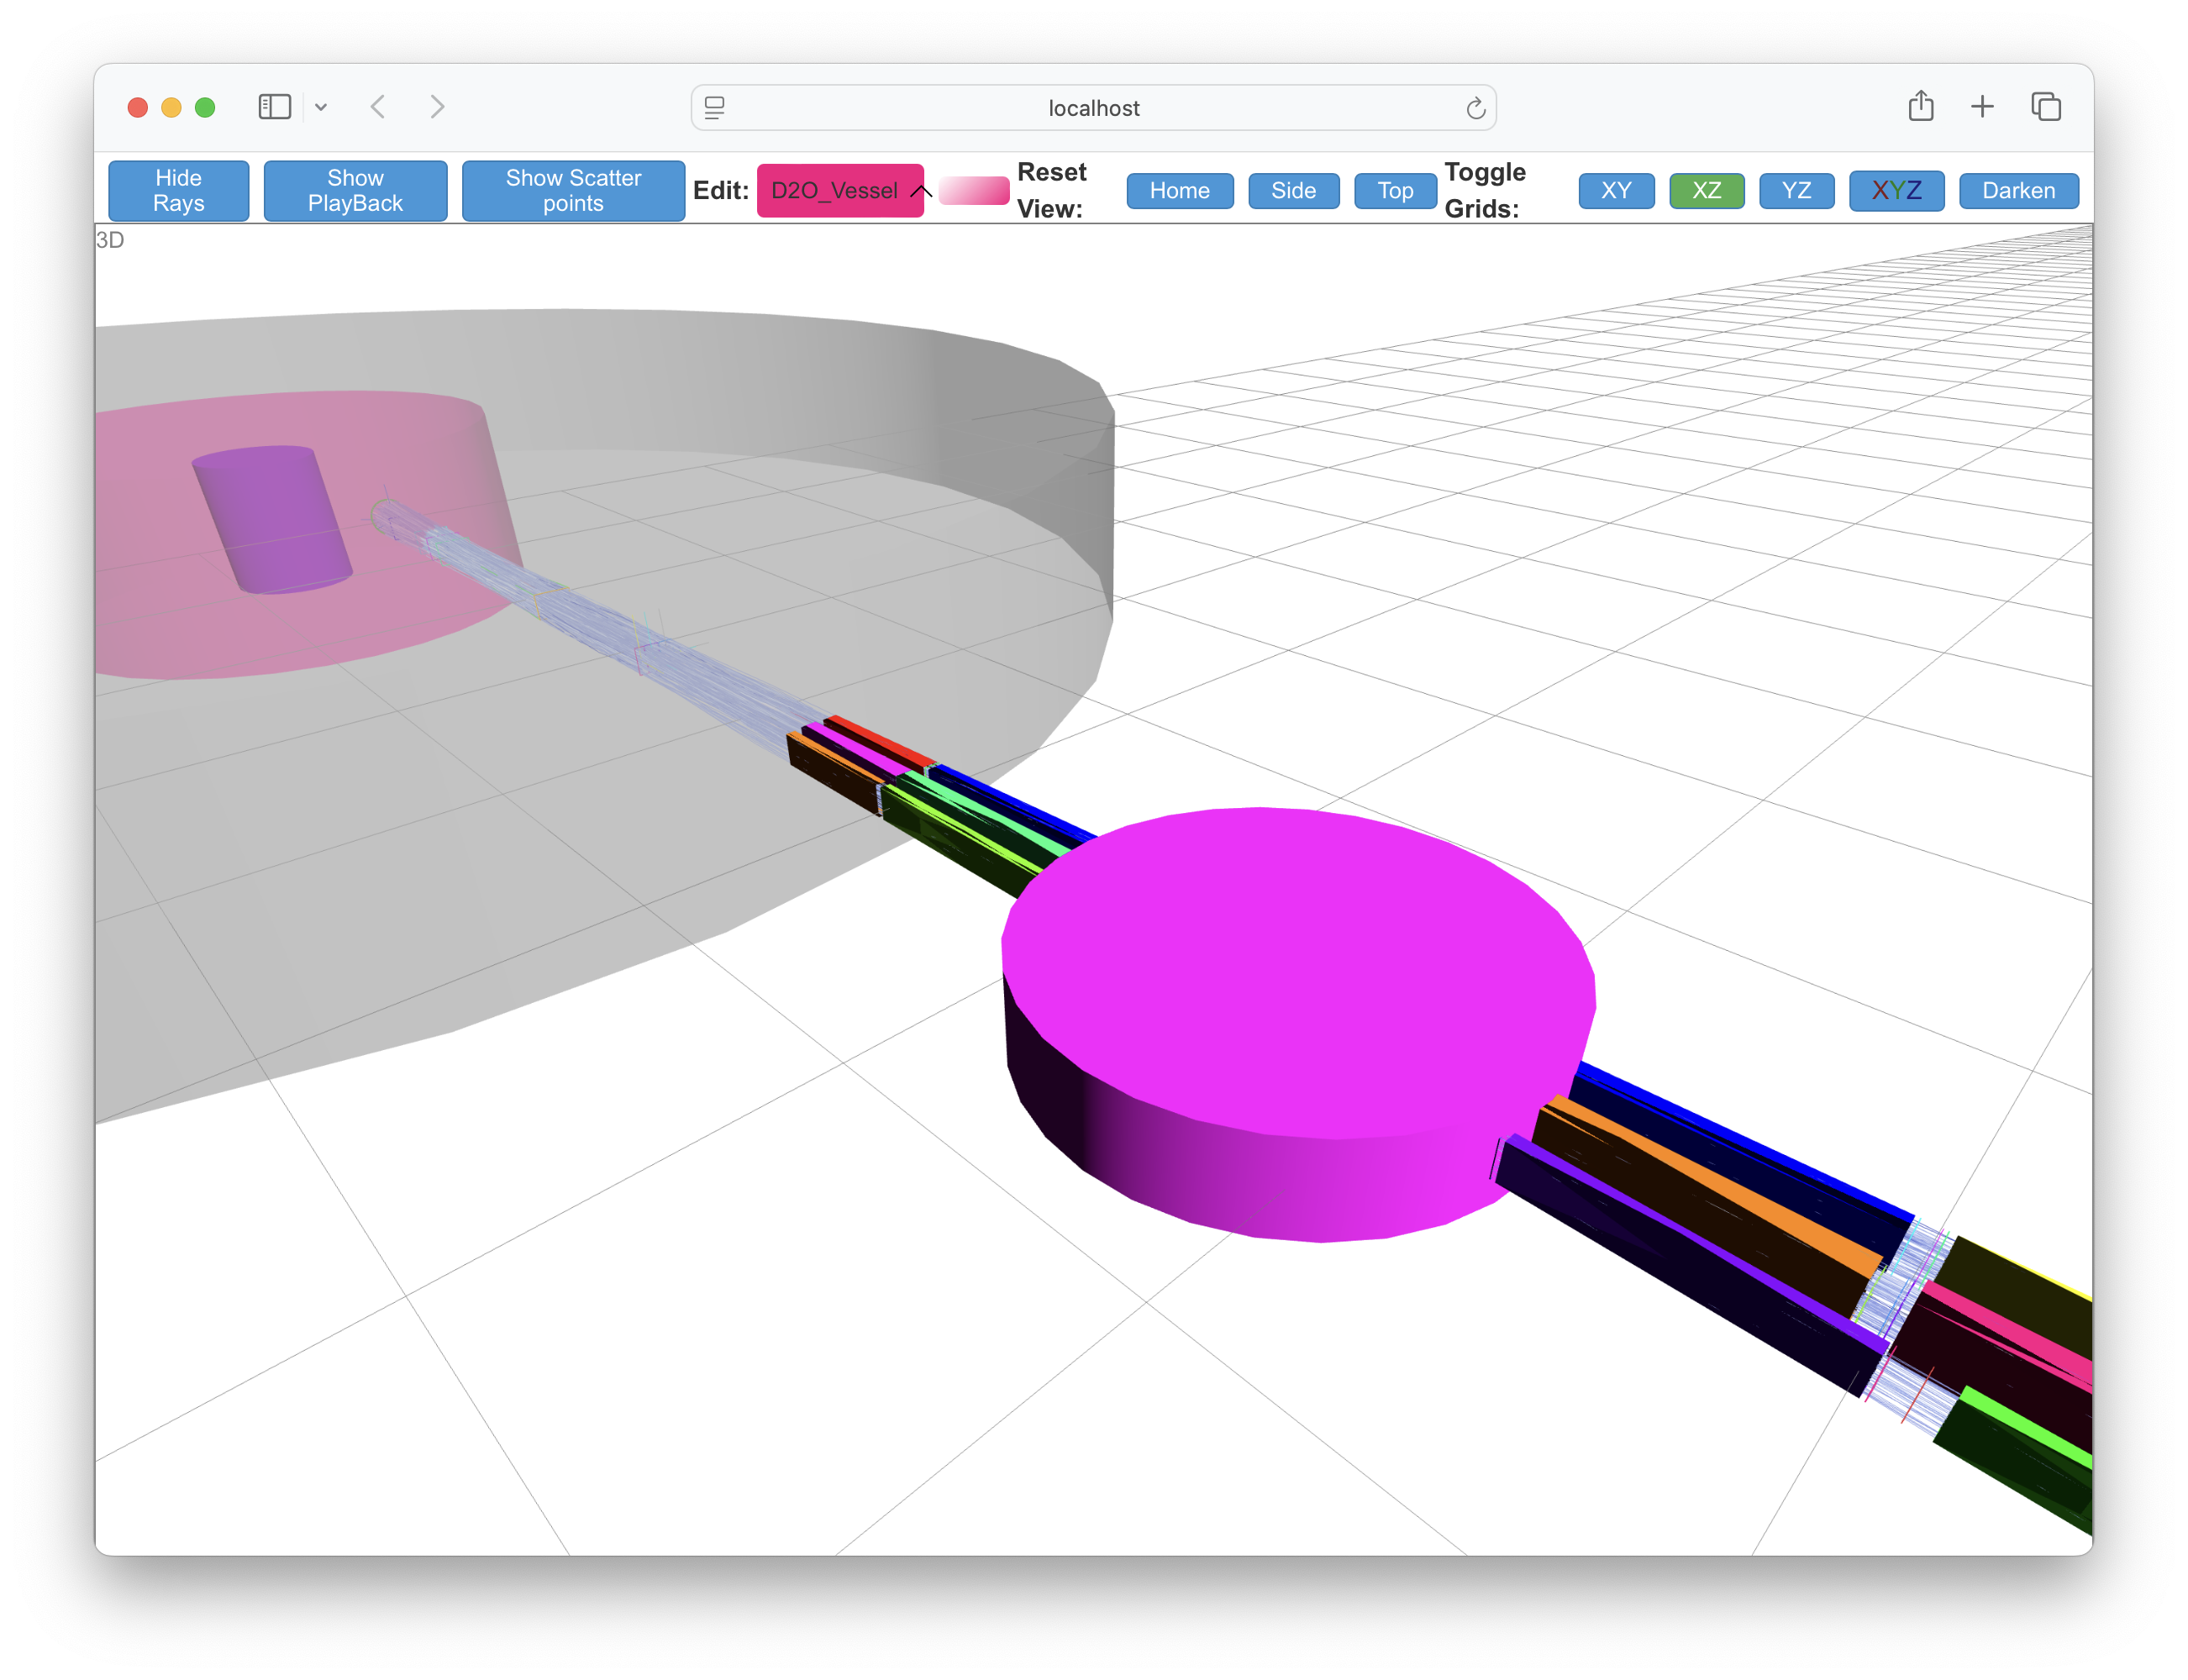 localhost
Hide
Rays
Show
PlayBack
Show Scatter
points
Edit:
D2O_Vessel
Reset
View:
Home
Side
Top
Toggle
Grids:
XY
XZ
YZ
XYZ
Darken
3D